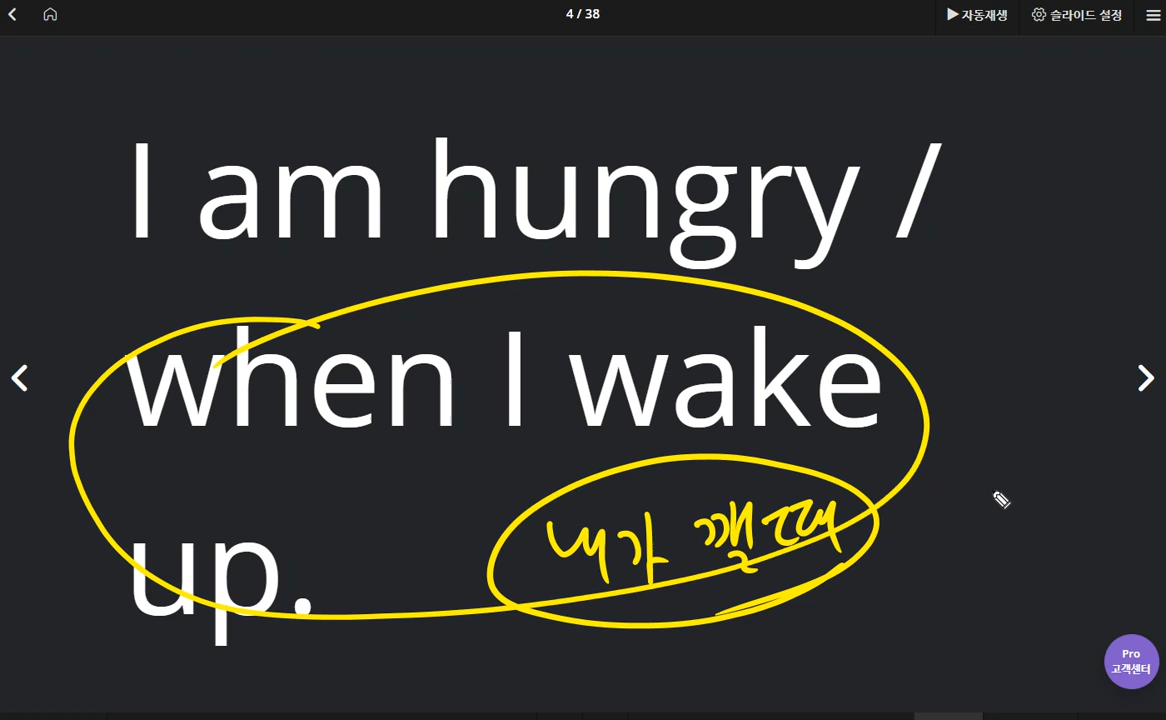 4 / 38
▶ 자동재생
슬라이드 설정
I am hungry /
when I wake
up.
내가 깰때
Pro
고객센터